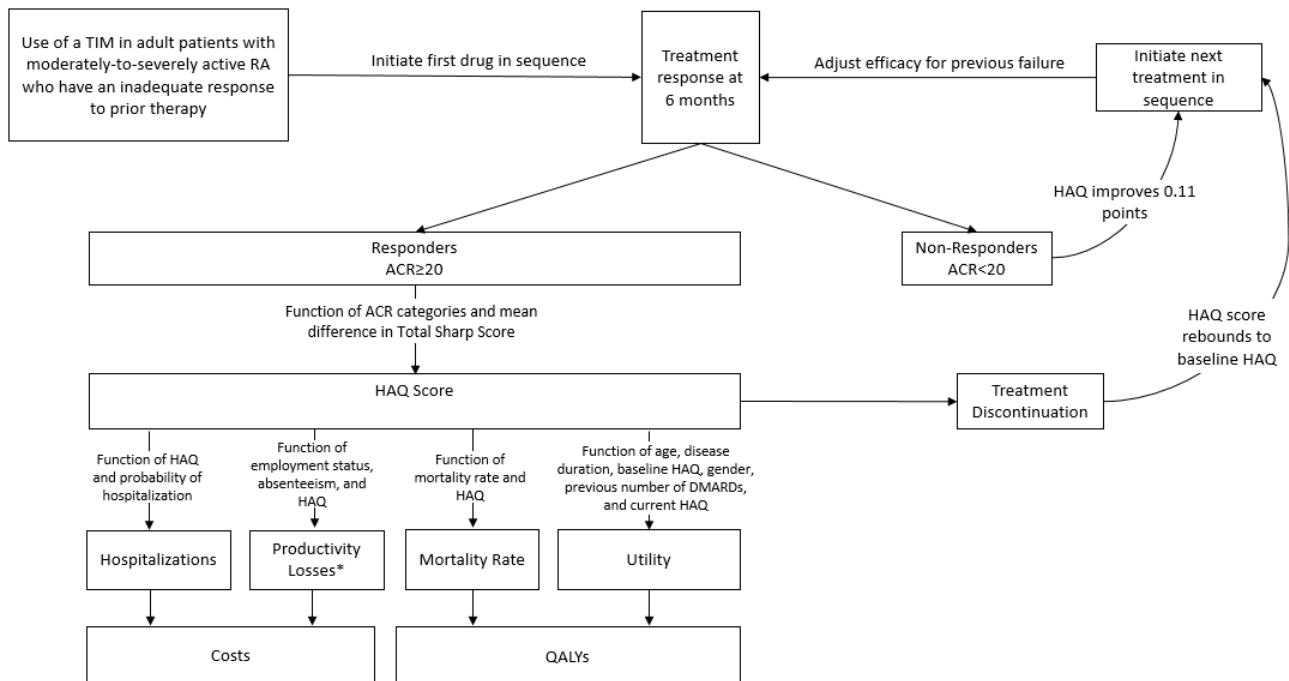 Use of a TIM in adult patients with
moderately-to-severely active RA
who have an inadequate response
to prior therapy
Initiate first drug in sequence
Treatment
response at
6 months
Adjust efficacy for previous failure
Initiate next
treatment in
sequence
HAQ improves 0.11
points
Responders
ACR≥20
Non-Responders
ACR<20
Function of ACR categories and mean
difference in Total Sharp Score
HAQ score
rebounds to
baseline HAQ
HAQ Score
Treatment
Discontinuation
Function of HAQ
and probability of
hospitalization
Function of
employment status,
absenteeism, and
HAQ
Function of
mortality rate and
HAQ
Function of age, disease
duration, baseline HAQ, gender,
previous number of DMARDs,
and current HAQ
Hospitalizations
Productivity
Losses*
Mortality Rate
Utility
Costs
QALYs